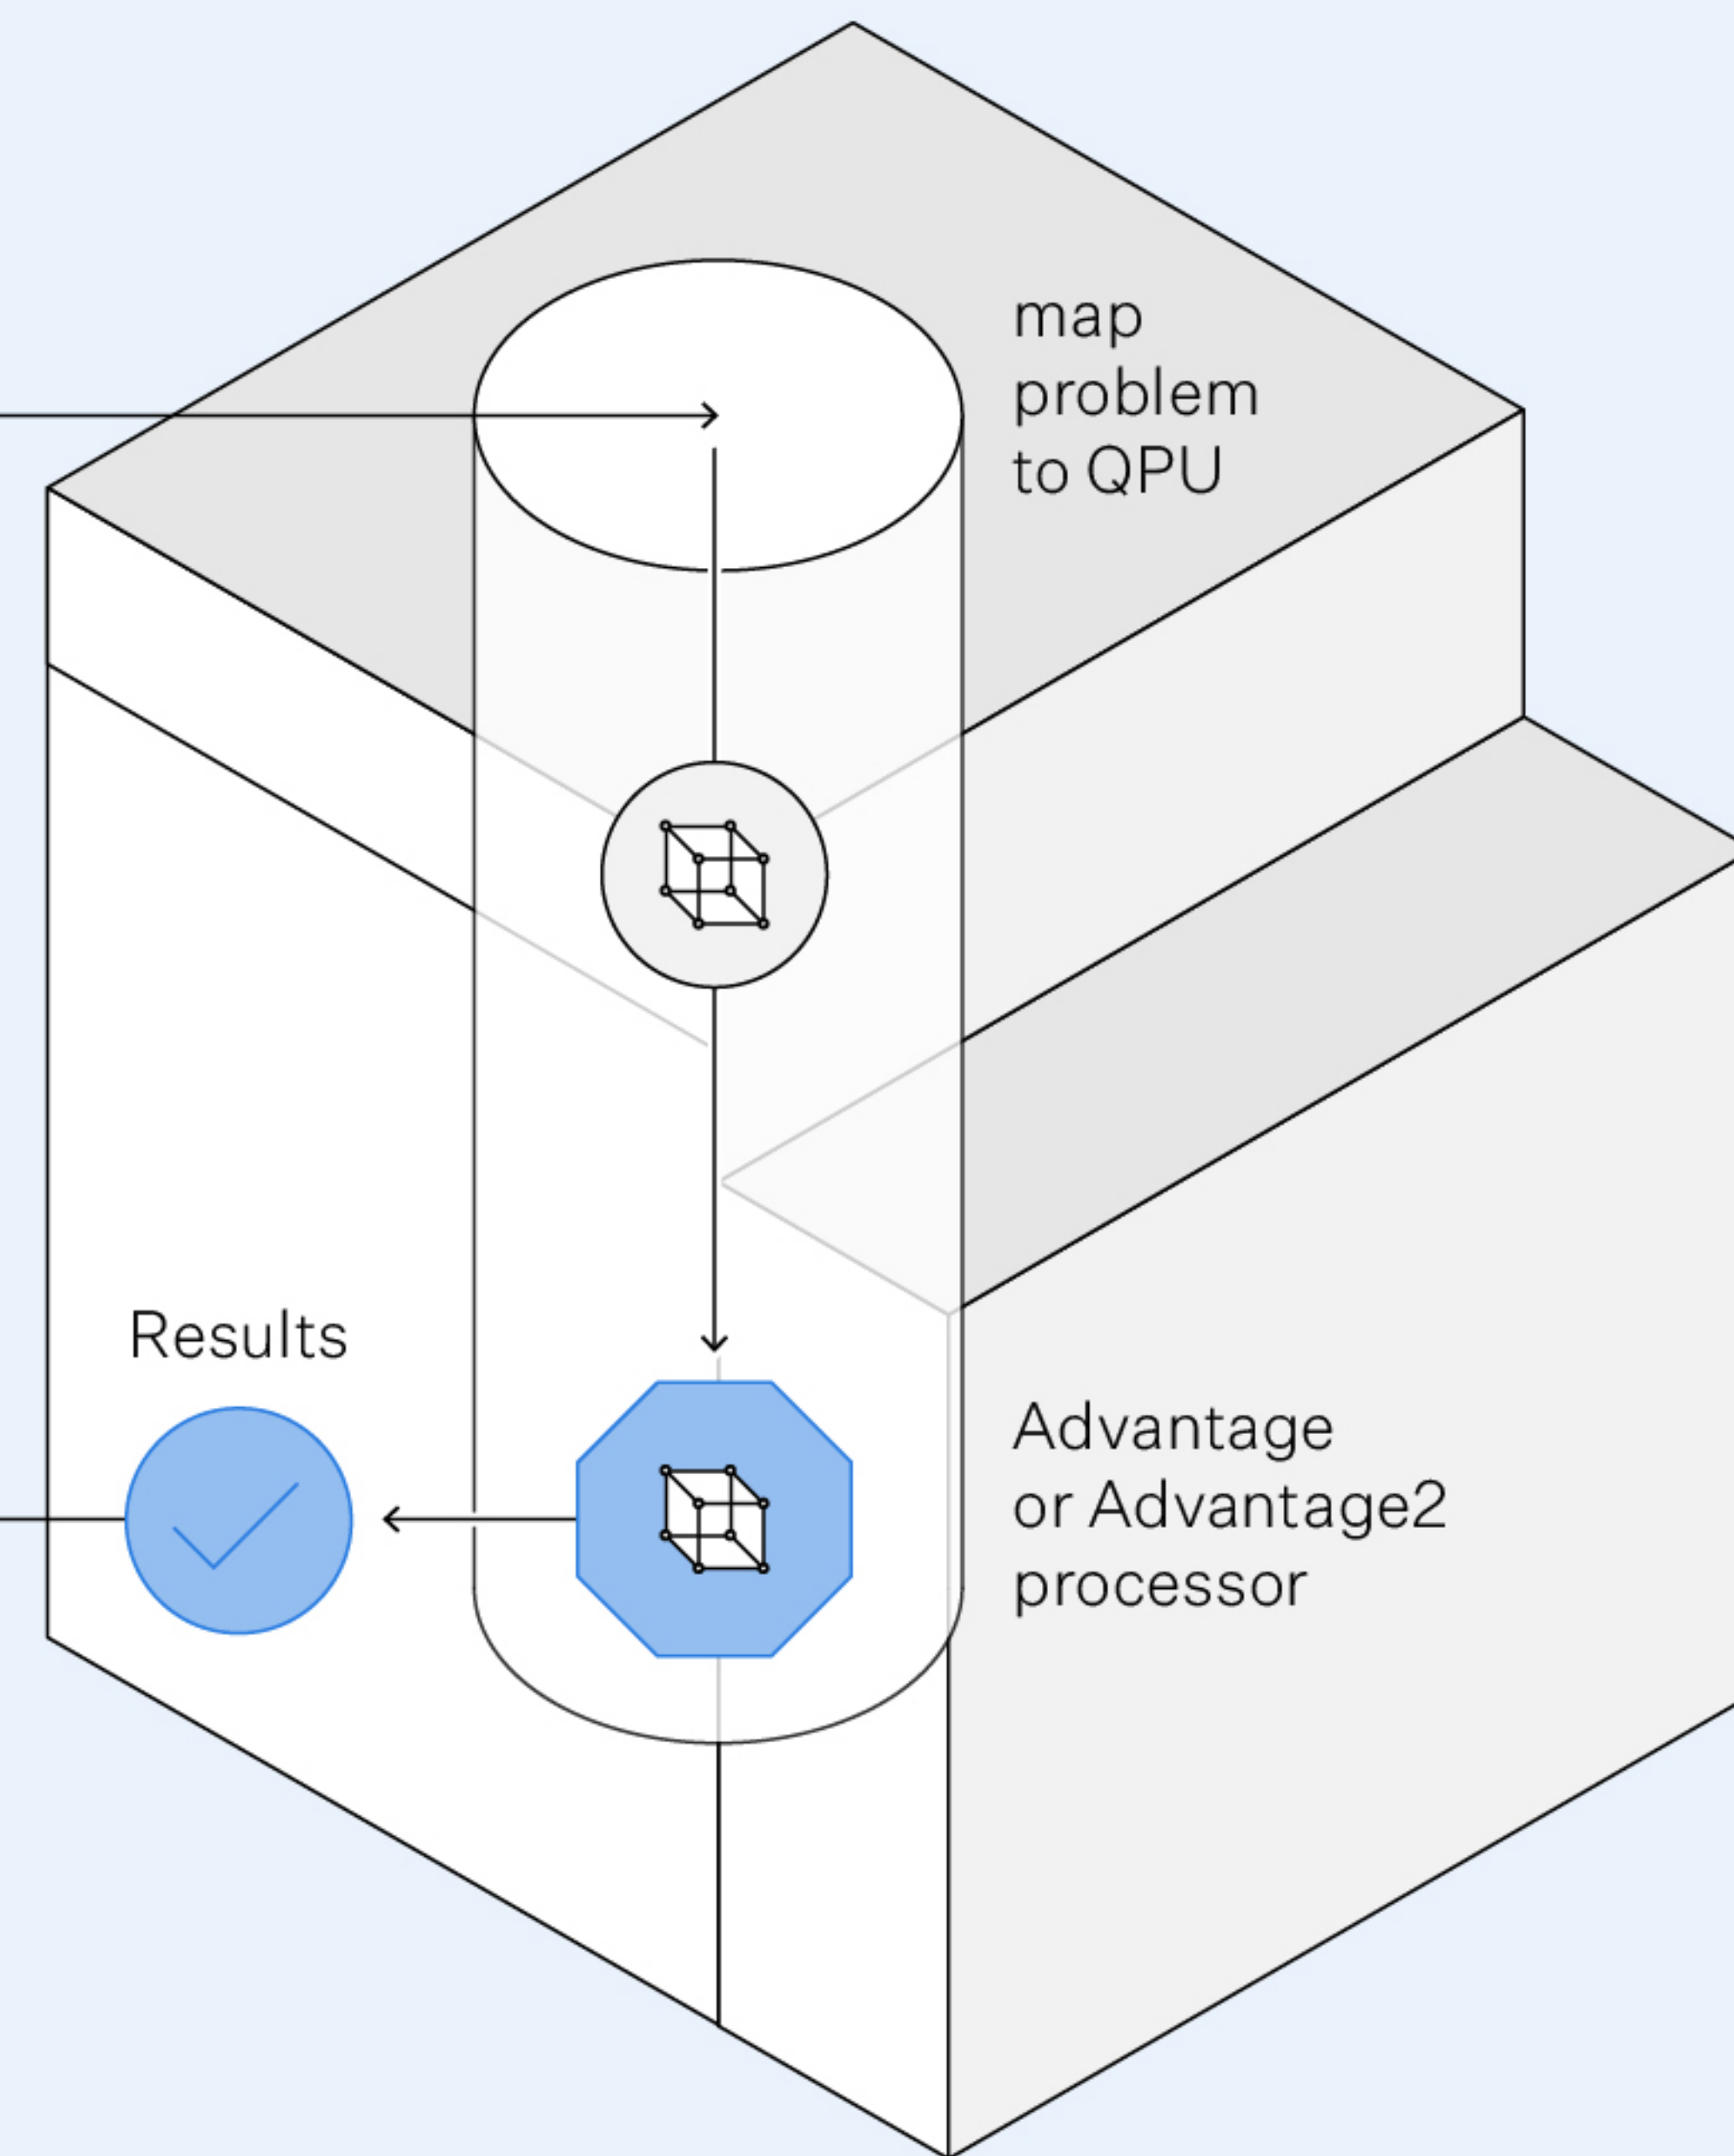 map
problem
to QPU
Results
Advantage
or Advantage2
processor